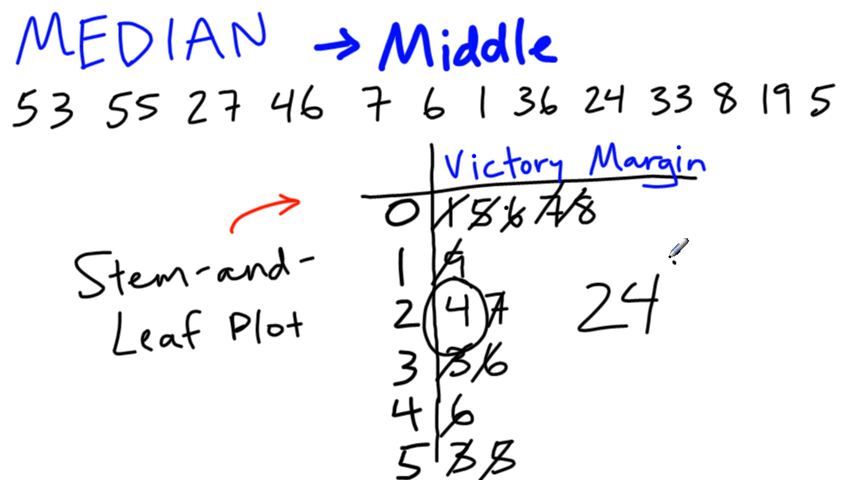 MEDIAN → Middle
53 55 27 46 7 6 1 36 24 33 8 19 5
Victory Margin
0 1 5 6 7 8
1 9
Stem-and-
2 4 7
24
Leaf Plot
3 3 6
4 6
5 3 5